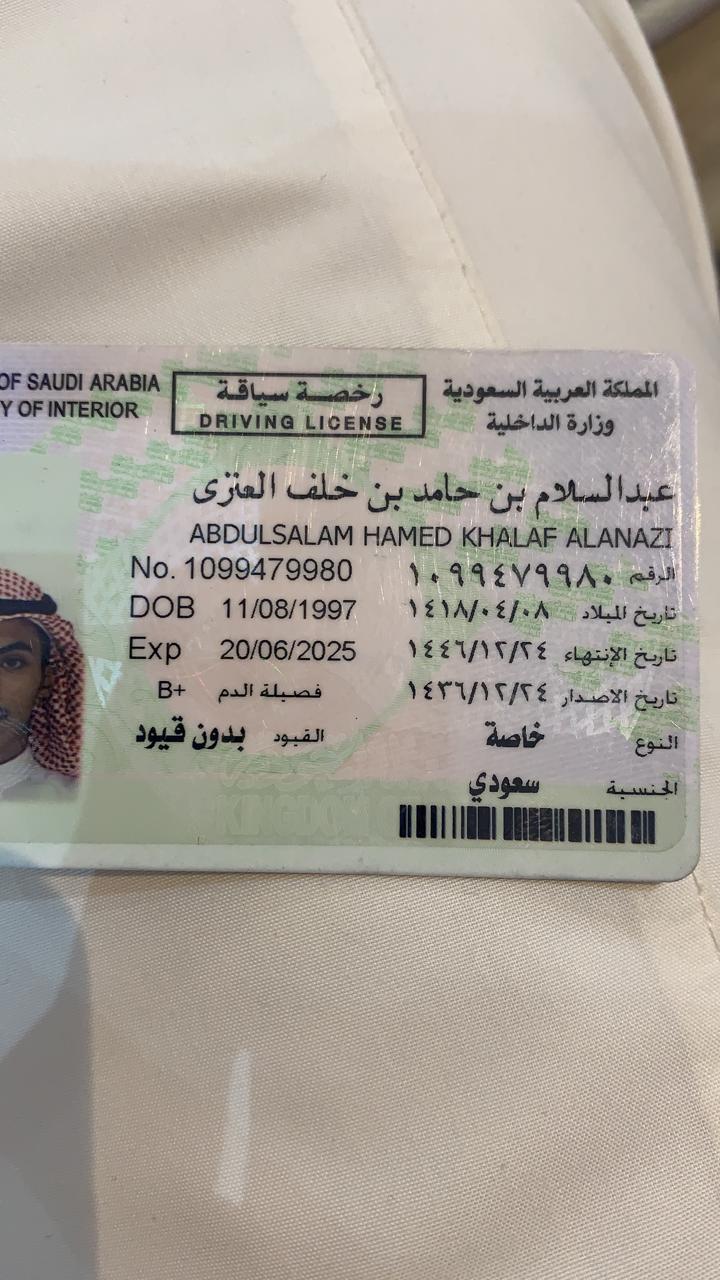 المملكة العربية السعودية
وزارة الداخلية
رخصة سياقة
DRIVING LICENSE
OF SAUDI ARABIA
Y OF INTERIOR
عبدالسلام بن حامد بن خلف العنزى
ABDULSALAM HAMED KHALAF ALANAZI
الرقم ١٠٩٩٤٧٩٩٨٠ No. 1099479980
تاريخ الميلاد ١٤١٨/٠٤/٠٨ DOB 11/08/1997
تاريخ الإنتهاء ١٤٤٦/١٢/٢٤ Exp 20/06/2025
تاريخ الاصدار ١٤٣٦/١٢/٢٤ فصيلة الدم B+
النوع خاصة القيود بدون قيود
الجنسية سعودي
KINGDOM